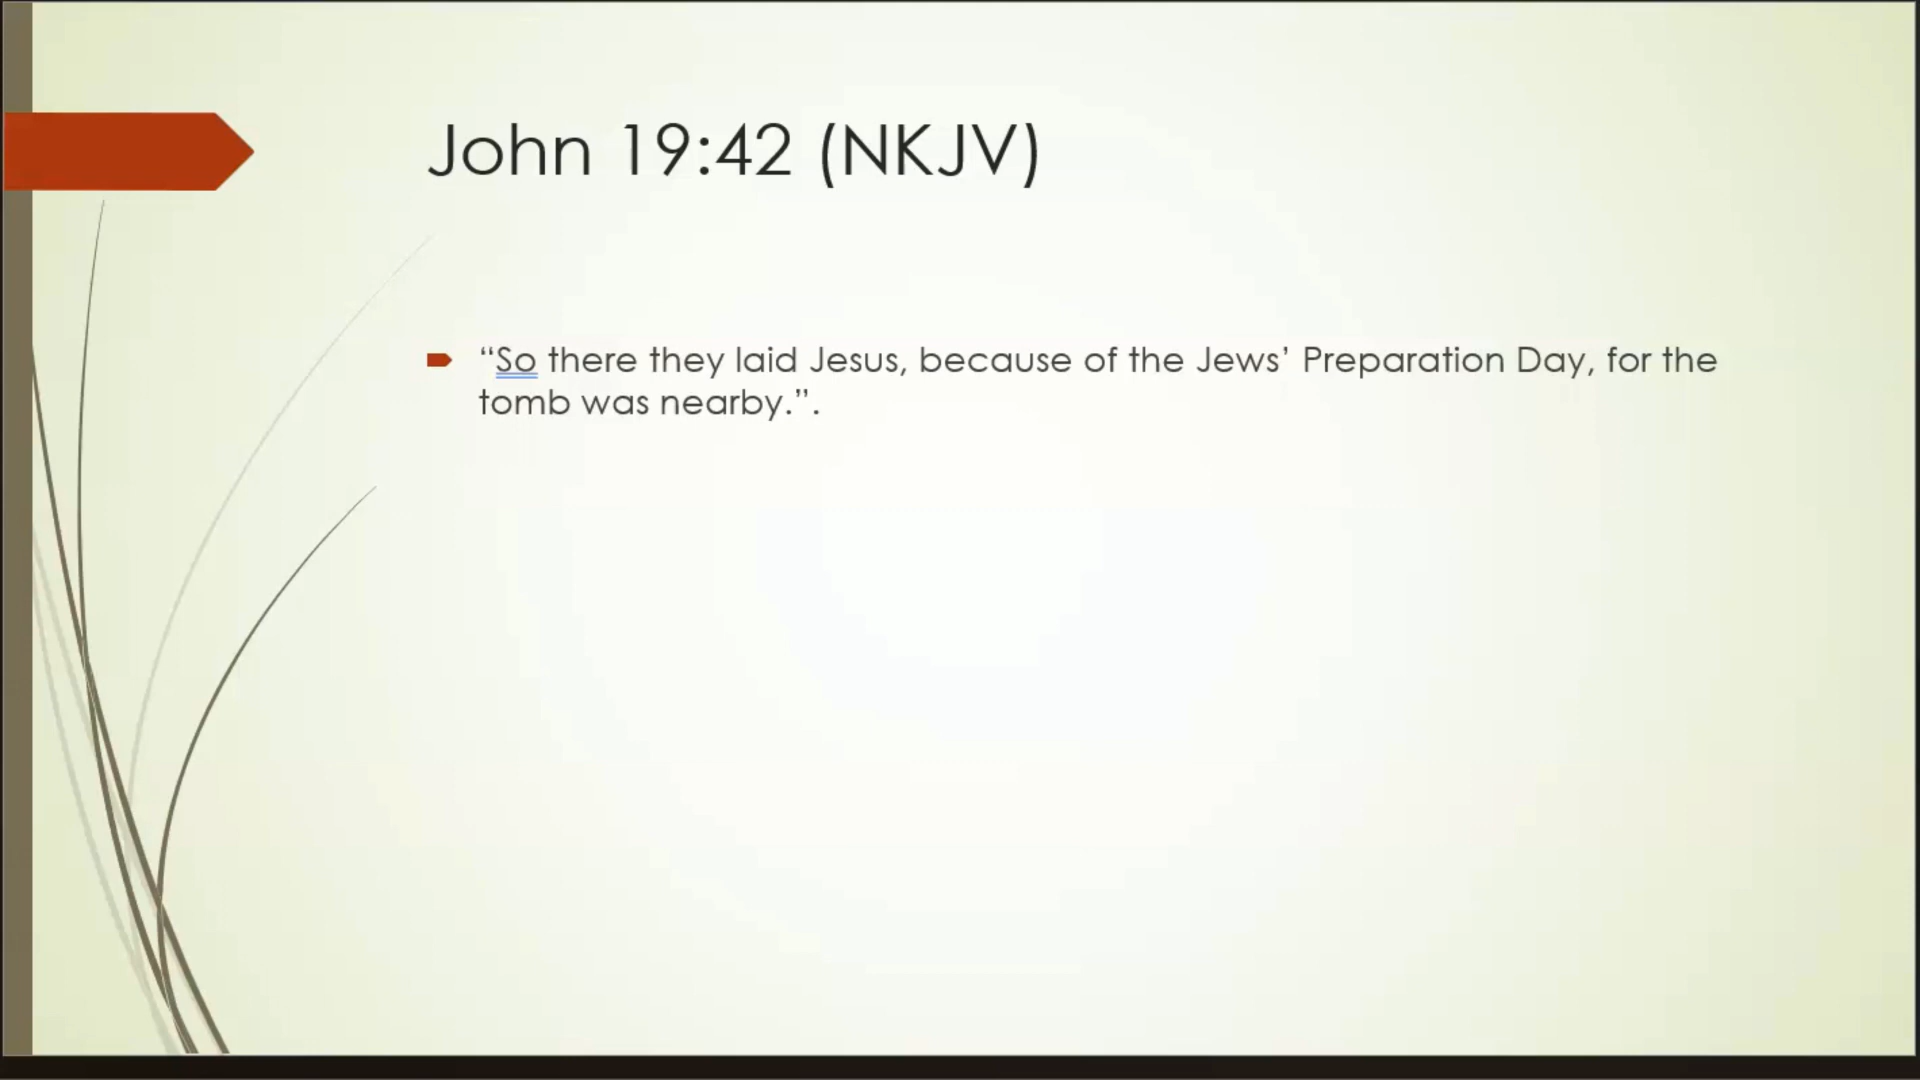 John 19:42 (NKJV)
“So there they laid Jesus, because of the Jews’ Preparation Day, for the
tomb was nearby.”.